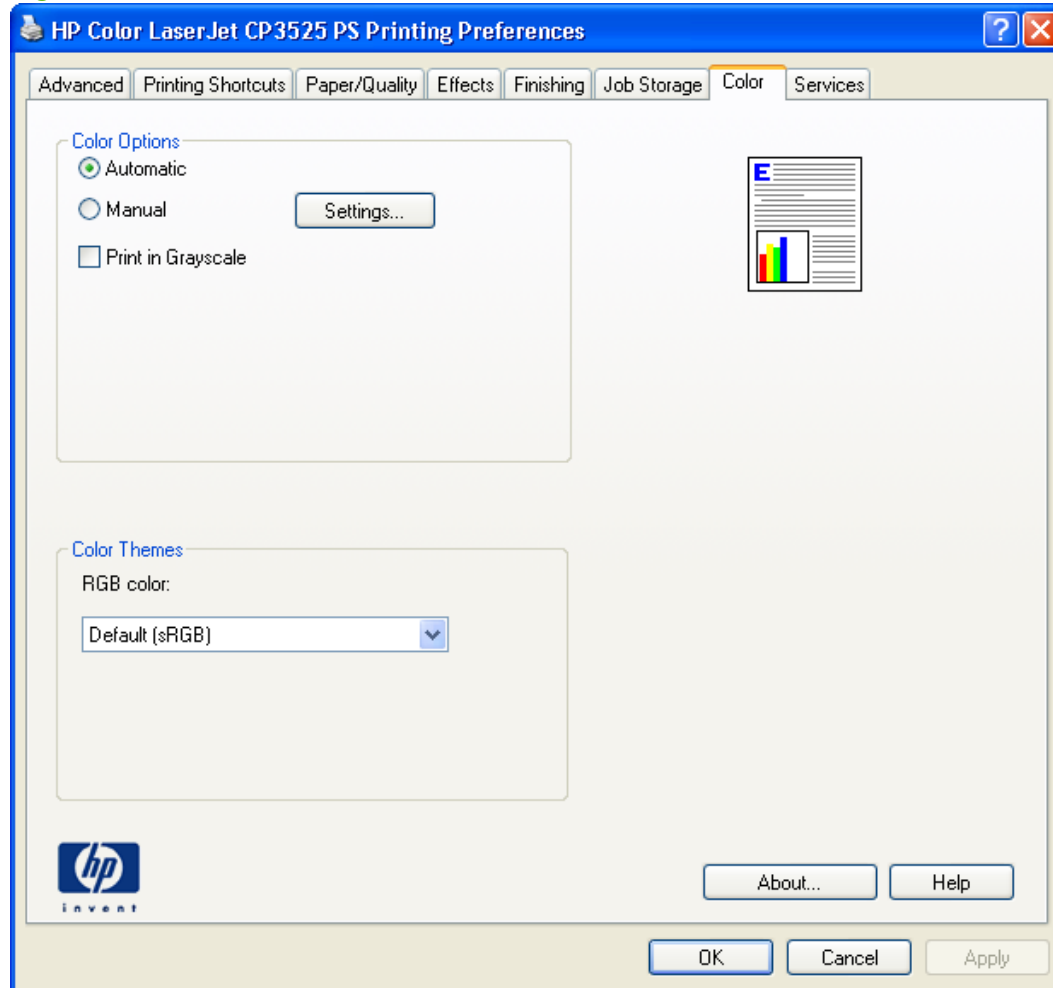 HP Color LaserJet CP3525 PS Printing Preferences
?
Advanced Printing Shortcuts Paper/Quality Effects Finishing Job Storage Color Services
Color Options
Automatic
Manual Settings...
Print in Grayscale
E
Color Themes
RGB color:
Default (sRGB)
hp
invent
About... Help
OK Cancel Apply